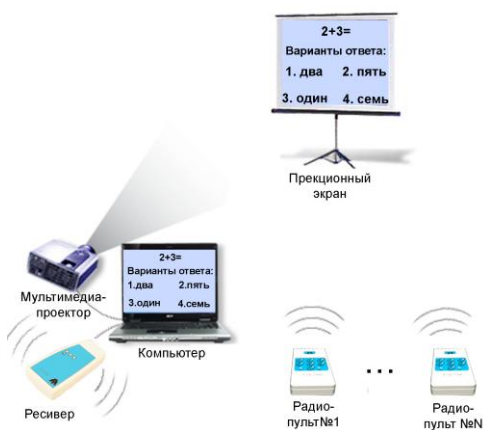 2+3=
Варианты ответа:
1. два 2. пять
3. один 4. семь
Прекционный
экран
2+3=
Варианты ответа:
1.два 2.пять
3.один 4.семь
Мультимедиа-
проектор
Компьютер
Ресивер
Радио-
пульт№1
...
Радио-
пульт №N